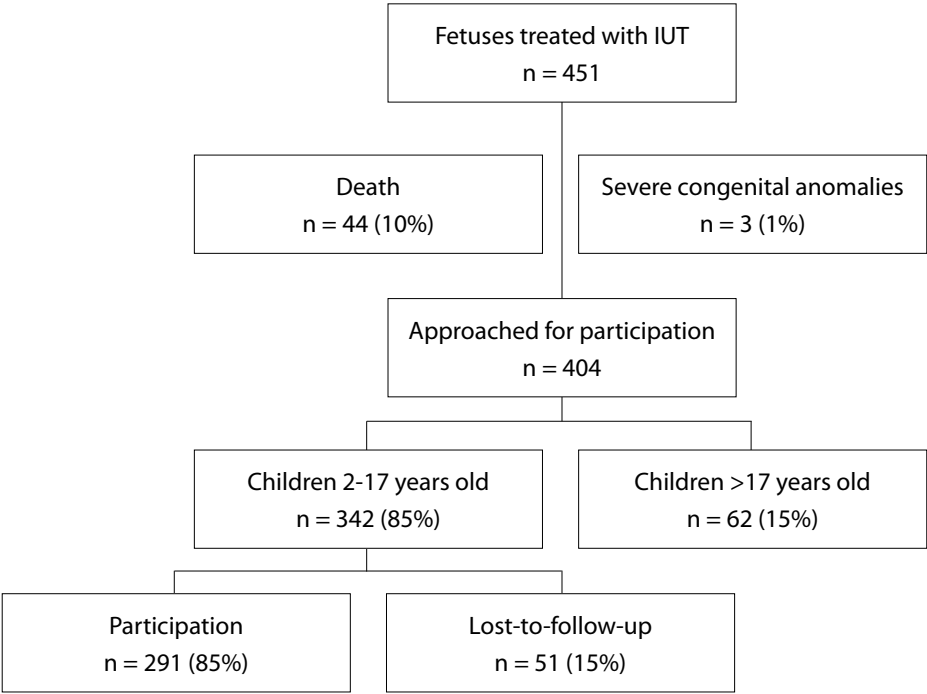 Fetuses treated with IUT
n = 451
Death
n = 44 (10%)
Severe congenital anomalies
n = 3 (1%)
Approached for participation
n = 404
Children 2-17 years old
n = 342 (85%)
Children >17 years old
n = 62 (15%)
Participation
n = 291 (85%)
Lost-to-follow-up
n = 51 (15%)